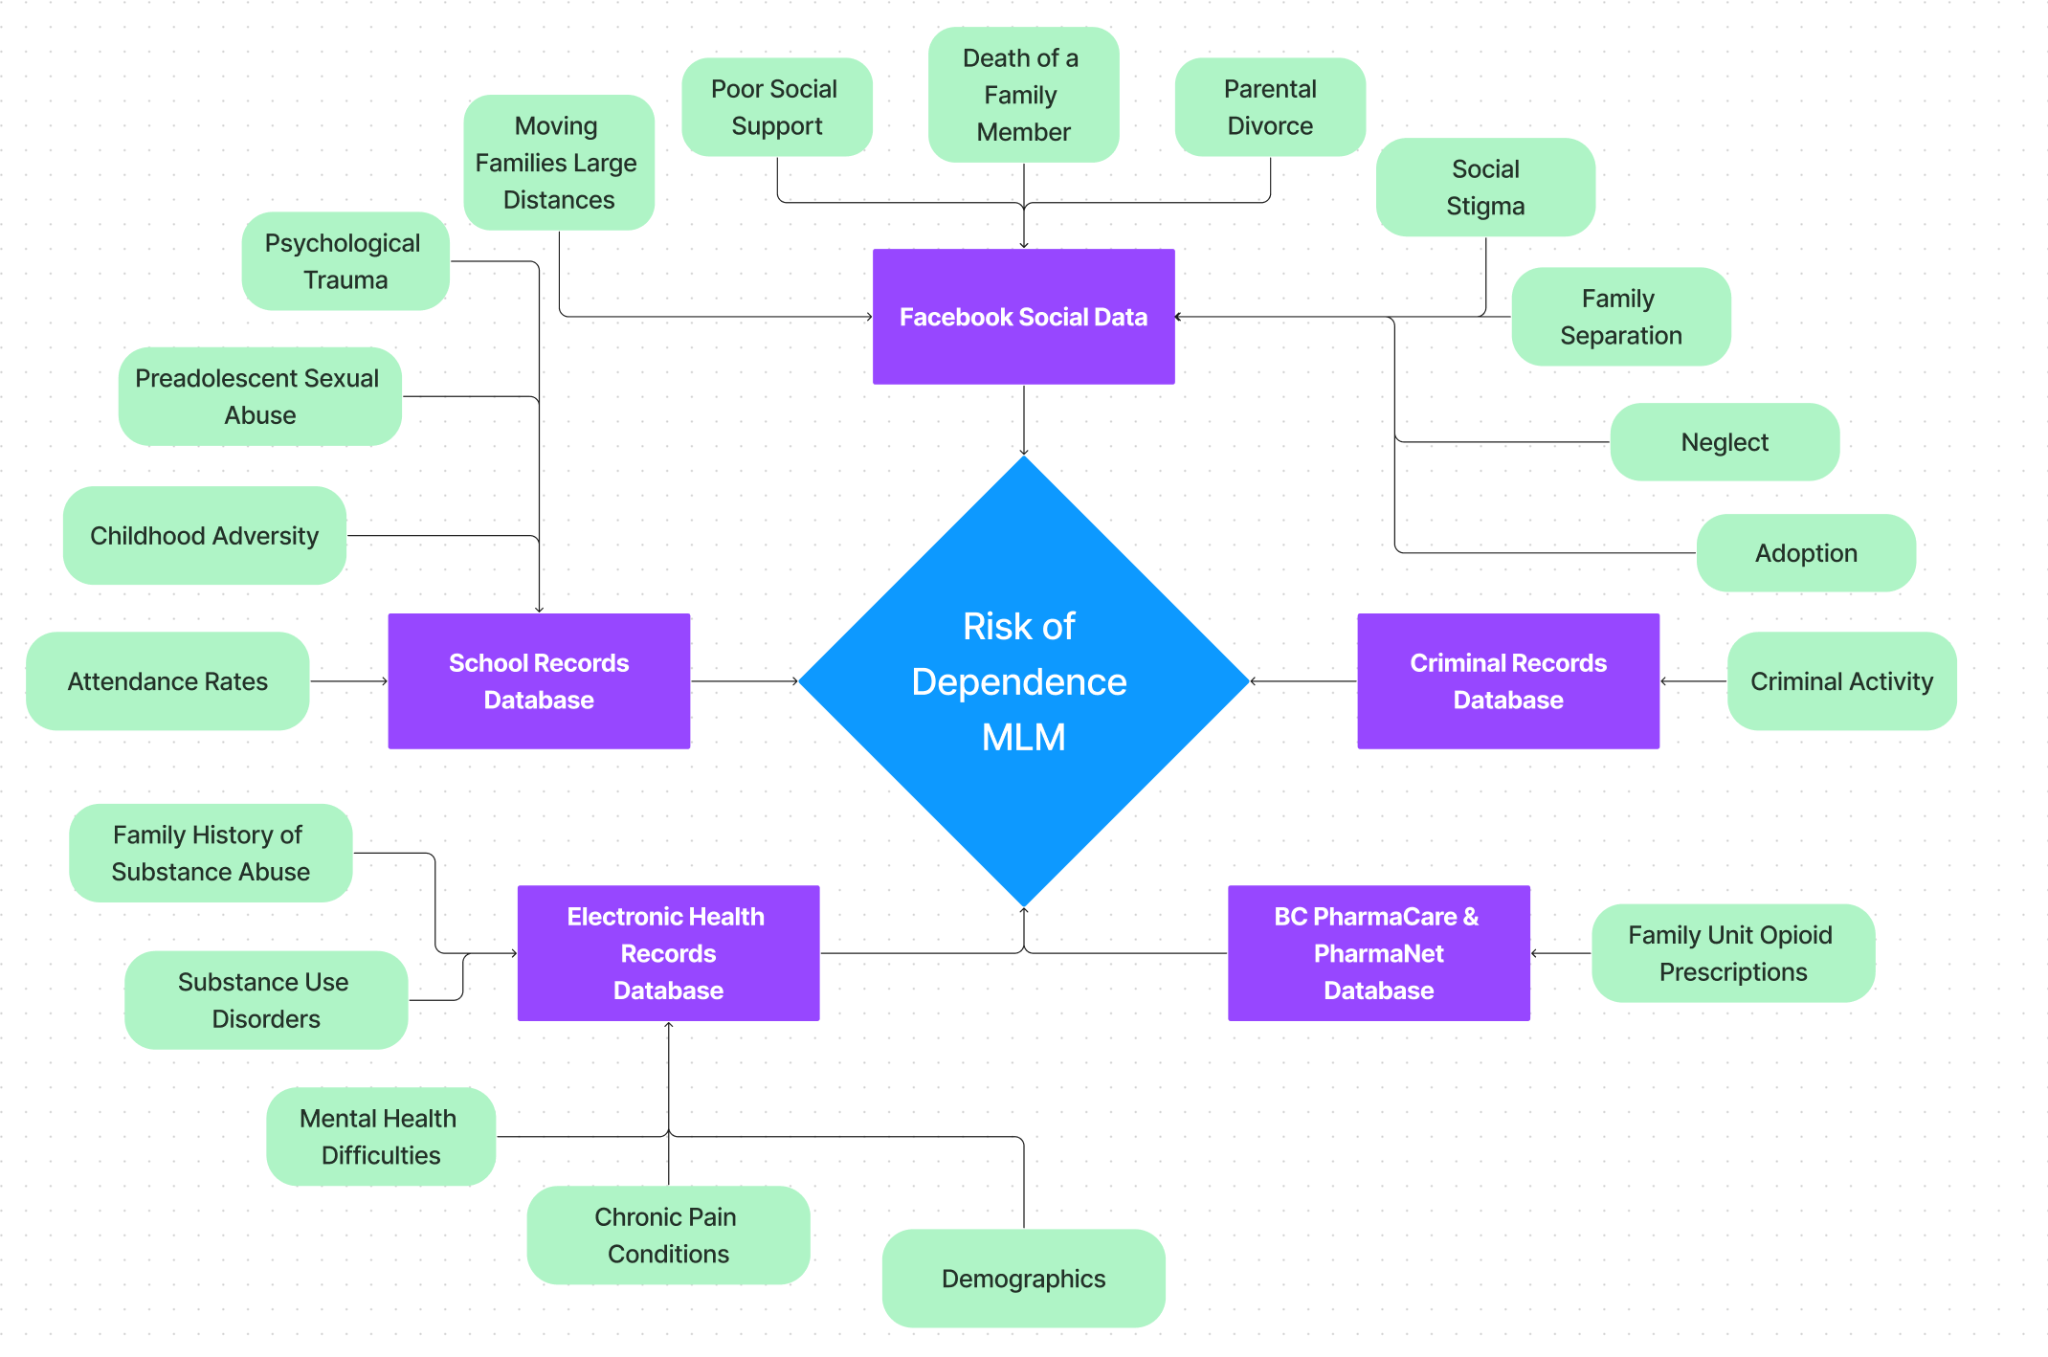 Death of a
Family
Member
Poor Social
Support
Parental
Divorce
Moving
Families Large
Distances
Social
Stigma
Psychological
Trauma
Facebook Social Data
Family
Separation
Preadolescent Sexual
Abuse
Neglect
Childhood Adversity
Adoption
Attendance Rates
School Records
Database
Risk of
Dependence
MLM
Criminal Records
Database
Criminal Activity
Family History of
Substance Abuse
Electronic Health
Records
Database
BC PharmaCare &
PharmaNet
Database
Family Unit Opioid
Prescriptions
Substance Use
Disorders
Mental Health
Difficulties
Chronic Pain
Conditions
Demographics